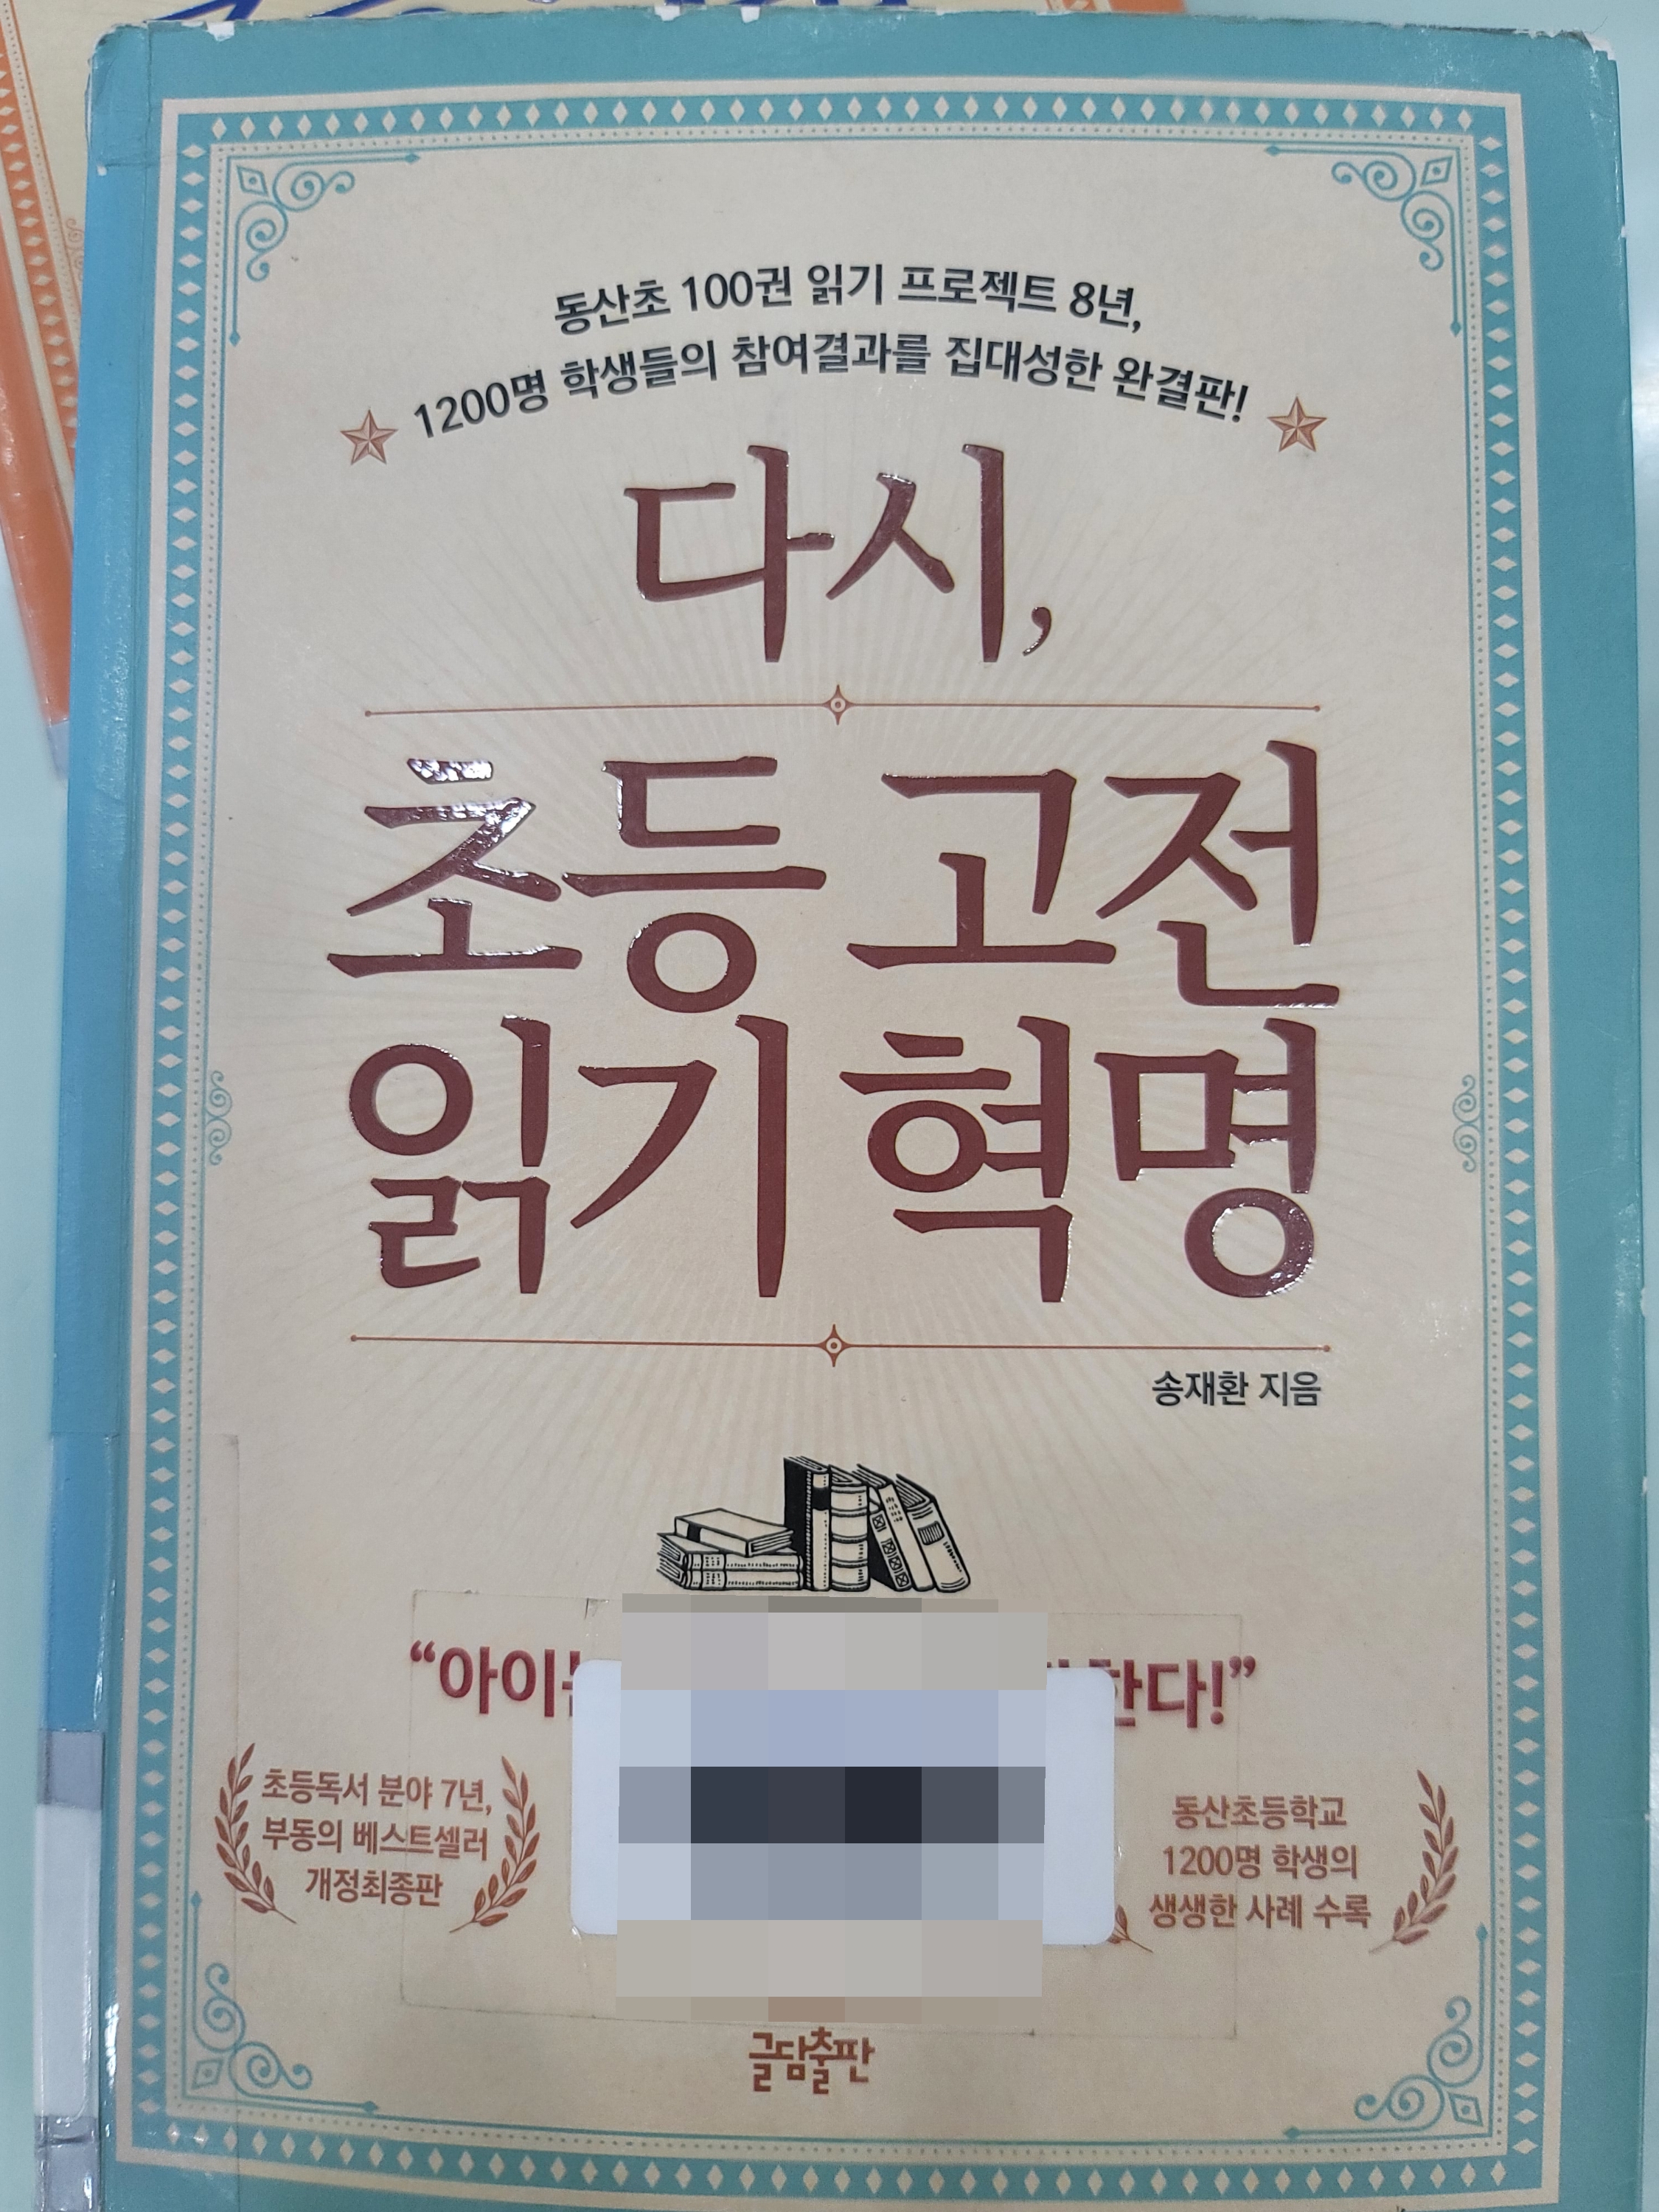 동산초 100권 읽기 프로젝트 8년,
1200명 학생들의 참여결과를 집대성한 완결판!
다시,
초등 고전
읽기 혁명
송재환 지음
“아이 한다!”
초등독서 분야 7년,
부동의 베스트셀러
개정최종판
동산초등학교
1200명 학생의
생생한 사례 수록
글담출판